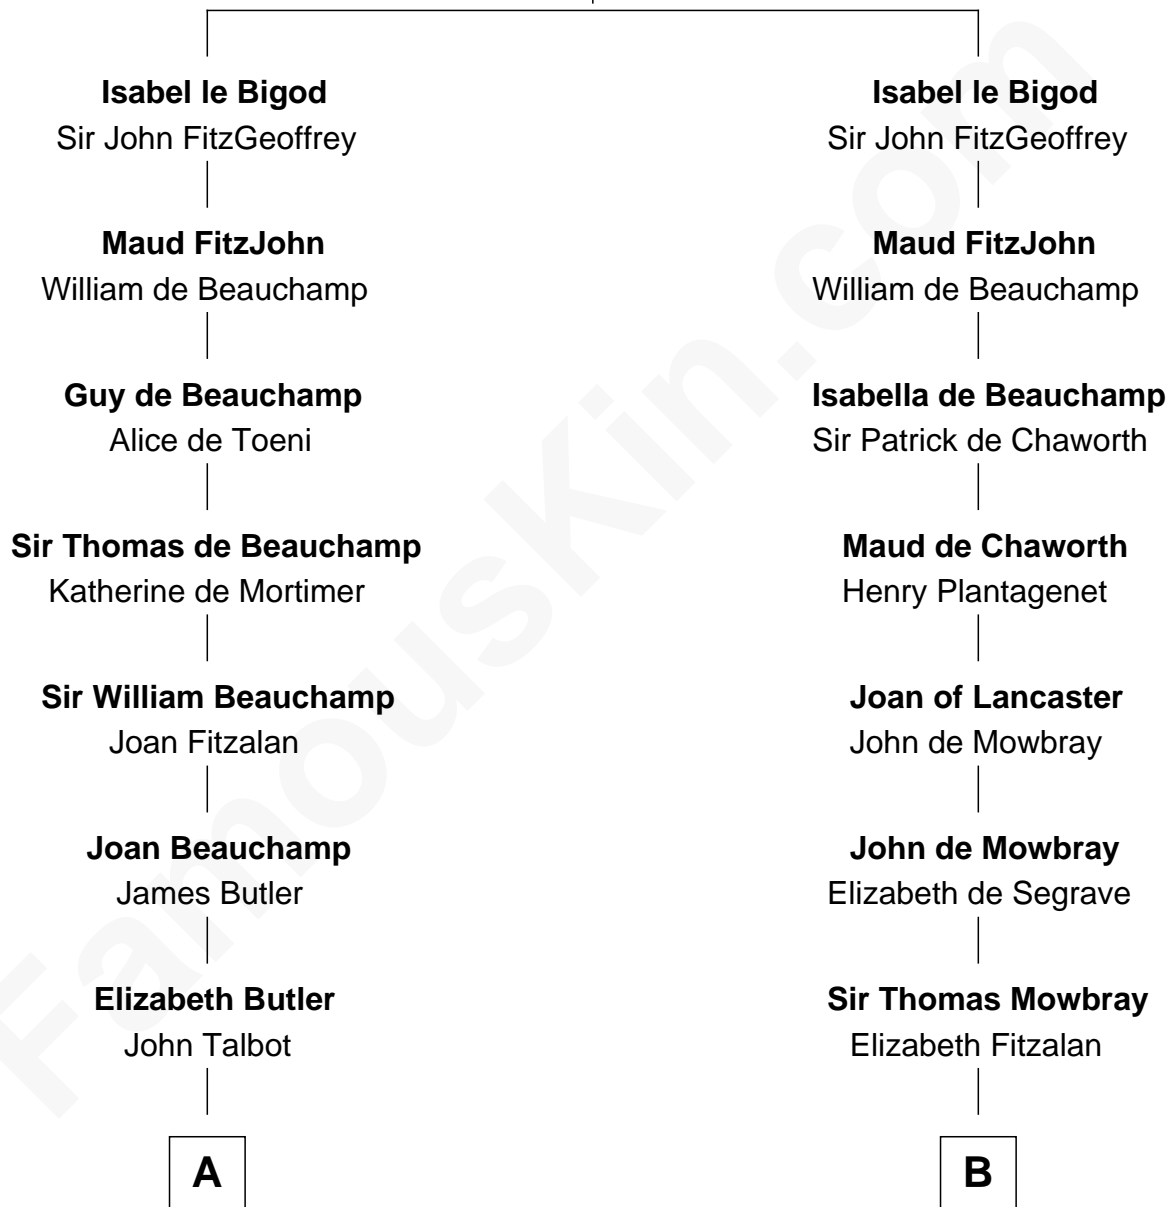 Isabel le Bigod
Sir John FitzGeoffrey
Maud FitzJohn
William de Beauchamp
Guy de Beauchamp
Alice de Toeni
Sir Thomas de Beauchamp
Katherine de Mortimer
Sir William Beauchamp
Joan Fitzalan
Joan Beauchamp
James Butler
Elizabeth Butler
John Talbot
A
Isabel le Bigod
Sir John FitzGeoffrey
Maud FitzJohn
William de Beauchamp
Isabella de Beauchamp
Sir Patrick de Chaworth
Maud de Chaworth
Henry Plantagenet
Joan of Lancaster
John de Mowbray
John de Mowbray
Elizabeth de Segrave
Sir Thomas Mowbray
Elizabeth Fitzalan
B
FamousKin.com